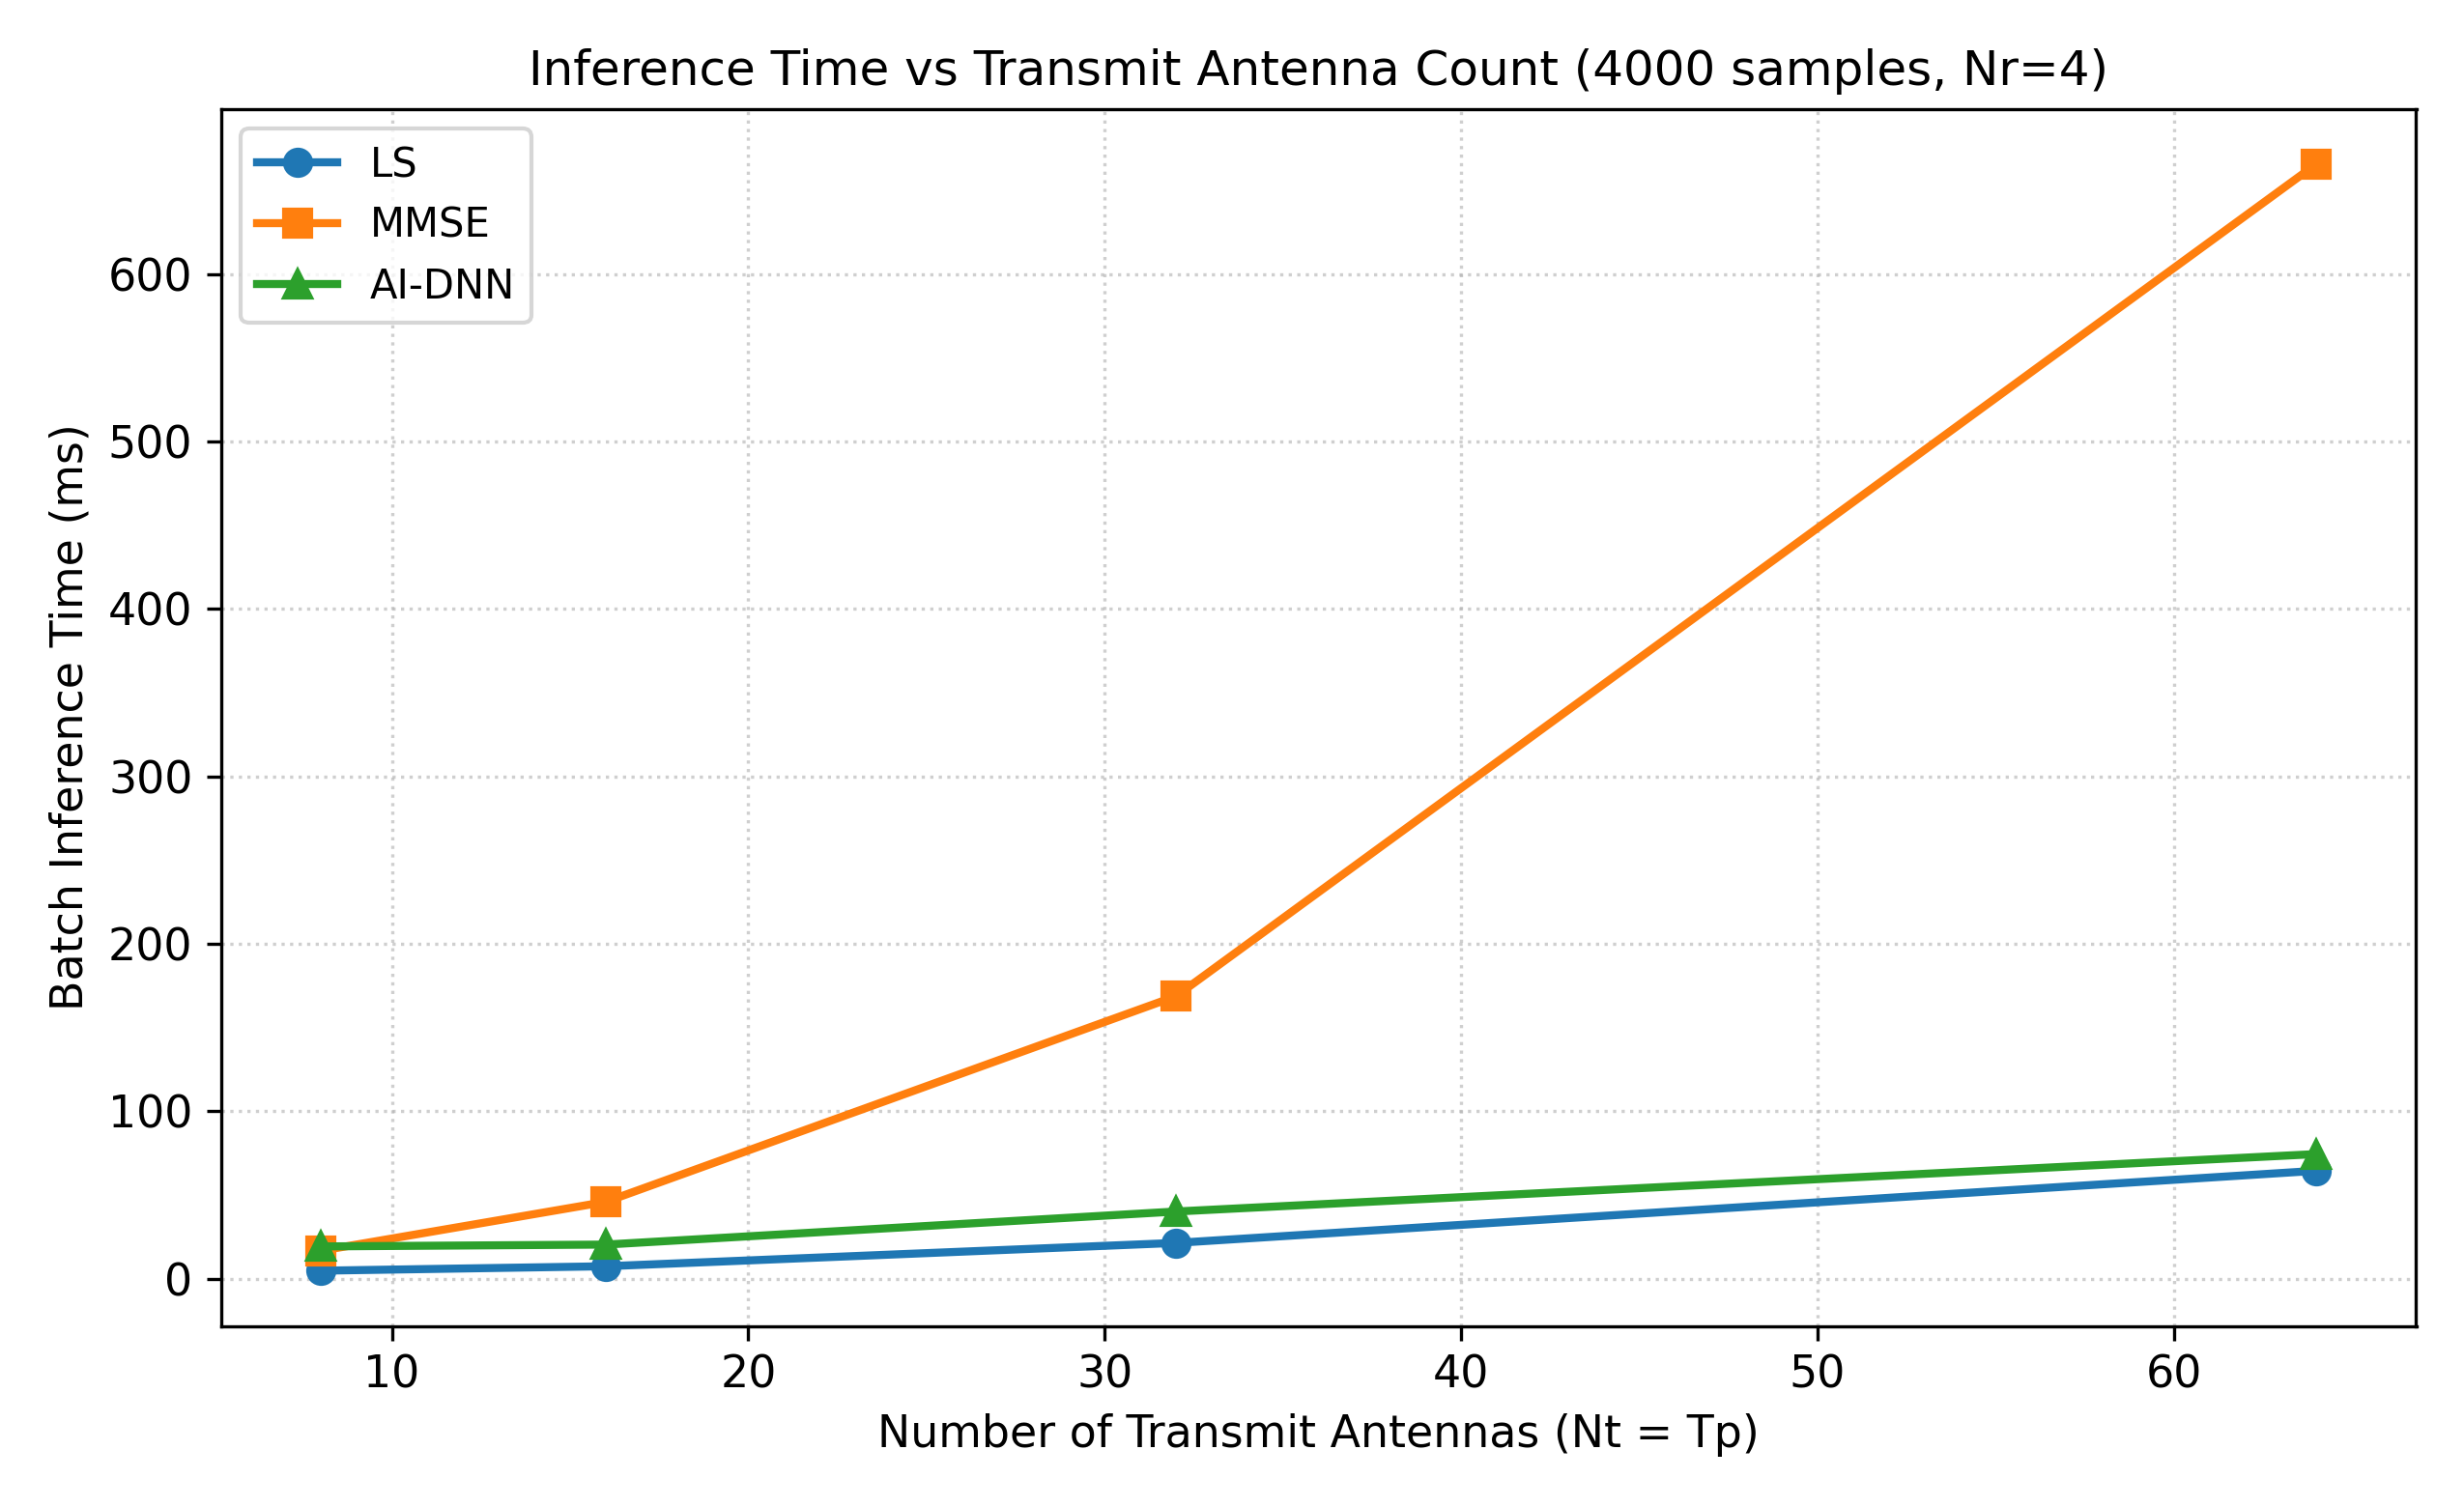 Inference Time vs Transmit Antenna Count (4000 samples, Nr=4)
LS
MMSE
AI-DNN
Batch Inference Time (ms)
600
500
400
300
200
100
0
10 20 30 40 50 60
Number of Transmit Antennas (Nt = Tp)